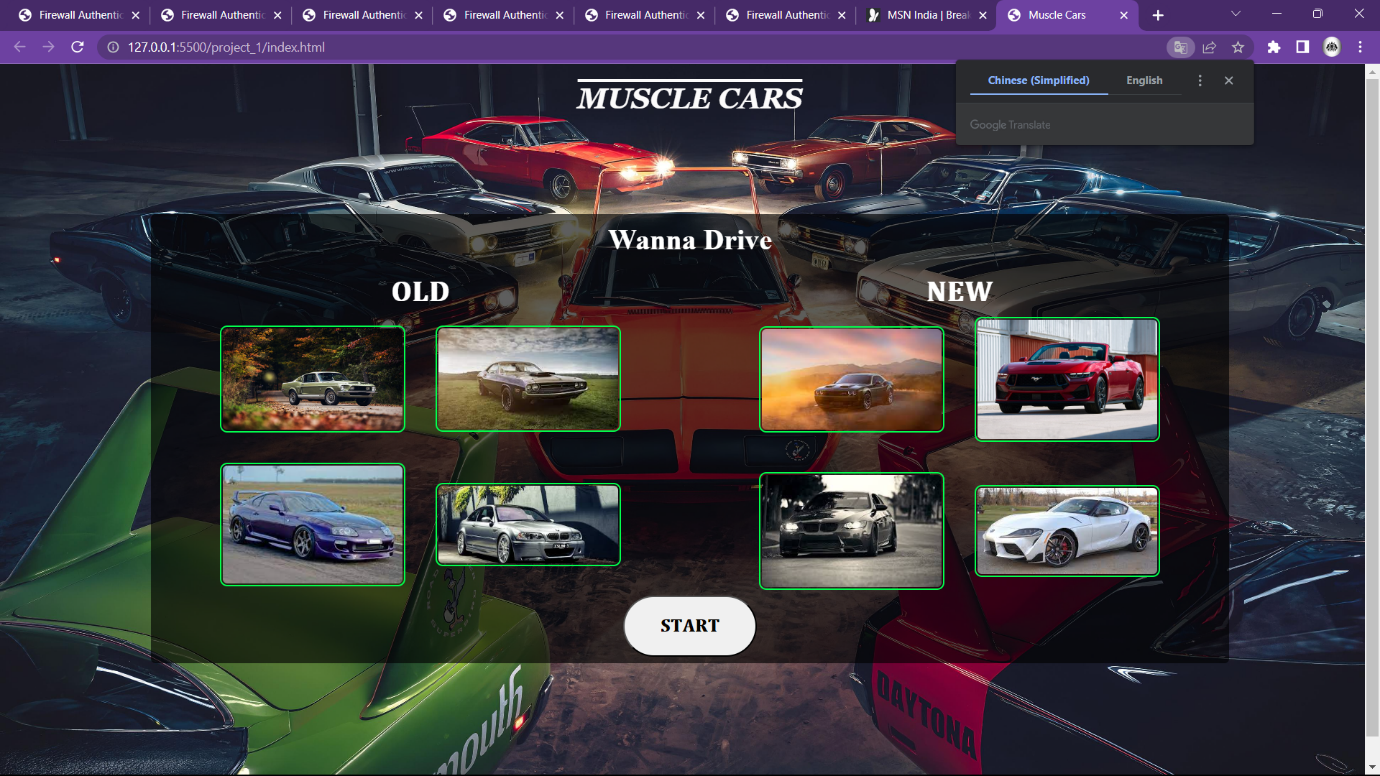 Firewall Authentic
Firewall Authentic
Firewall Authentic
Firewall Authentic
Firewall Authentic
Firewall Authentic
MSN India | Break
Muscle Cars
127.0.0.1:5500/project_1/index.html
Chinese (Simplified)
English
Google Translate
MUSCLE CARS
Wanna Drive
OLD
NEW
START
mouth
DAYTONA